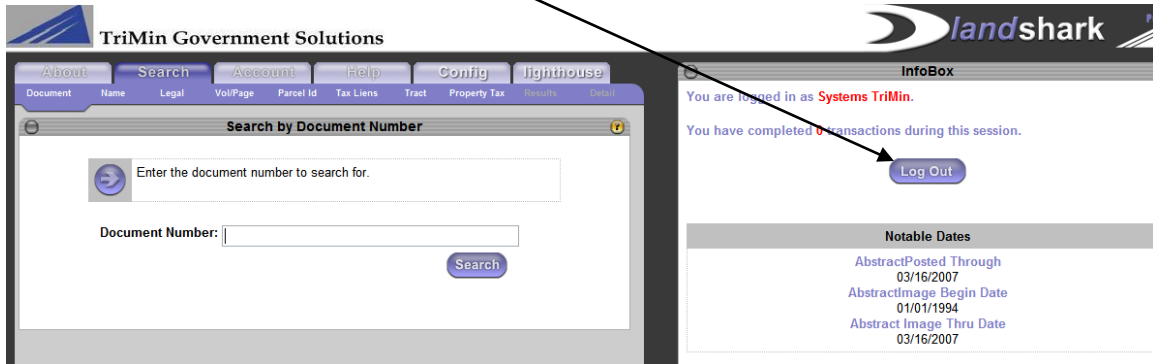 TriMin Government Solutions
landshark
About Search Account Help Config lighthouse
Document Name Legal Vol/Page Parcel Id Tax Liens Tract Property Tax Results Detail
Search by Document Number
?
Enter the document number to search for.
Document Number:
Search
InfoBox
You are logged in as Systems TriMin.
You have completed 0 transactions during this session.
Log Out
Notable Dates
AbstractPosted Through
03/16/2007
AbstractImage Begin Date
01/01/1994
Abstract Image Thru Date
03/16/2007